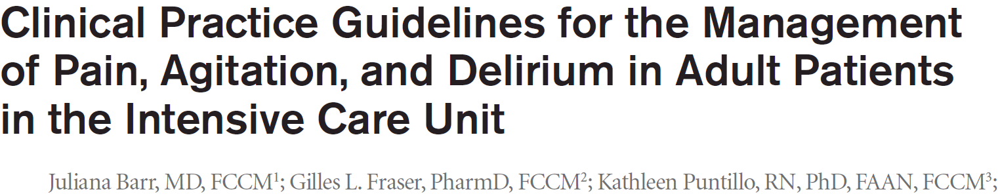 Clinical Practice Guidelines for the Management
of Pain, Agitation, and Delirium in Adult Patients
in the Intensive Care Unit
Juliana Barr, MD, FCCM¹; Gilles L. Fraser, PharmD, FCCM²; Kathleen Puntillo, RN, PhD, FAAN, FCCM³;